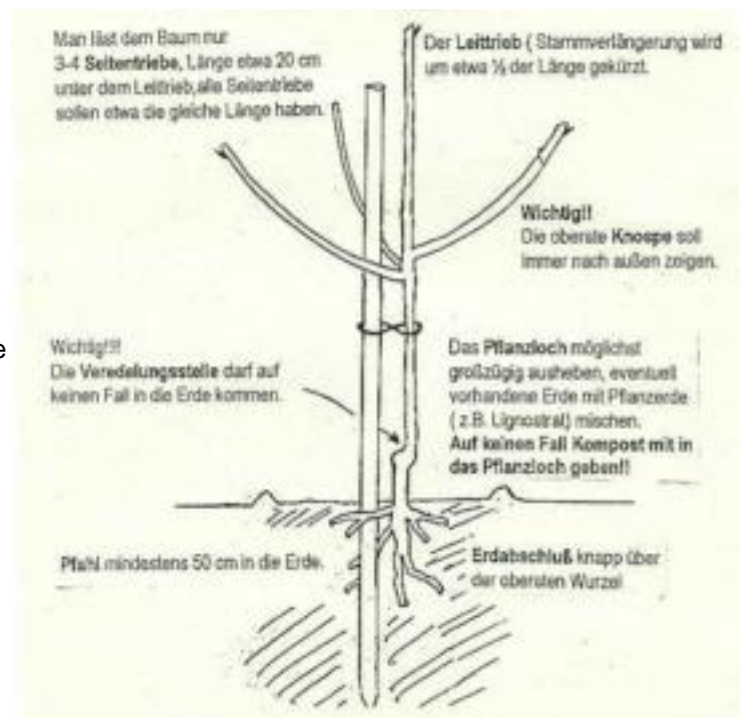 Man läst dem Baum nur
3-4 Seitentriebe, Länge etwa 20 cm
unter dem Leittrieb,alle Seitentriebe
sollen etwa die gleiche Länge haben.
Der Leittrieb ( Stammverlängerung wird
um etwa der Länge gekürzt.
Wichtig!!
Die oberste Knospe soll
immer nach außen zeigen.
e
Wichtig!!!
Die Veredelungsstelle darf auf
keinen Fall in die Erde kommen.
Das Pflanzloch möglichst
großzügig ausheben, eventuell
vorhandene Erde mit Pflanzerde
( z.B. Lignostral) mischen.
Auf keinen Fall Kompost mit in
das Pflanzloch geben!!
Pfahl mindestens 50 cm in die Erde.
Erdabschluß knapp über
der obersten Wurzel